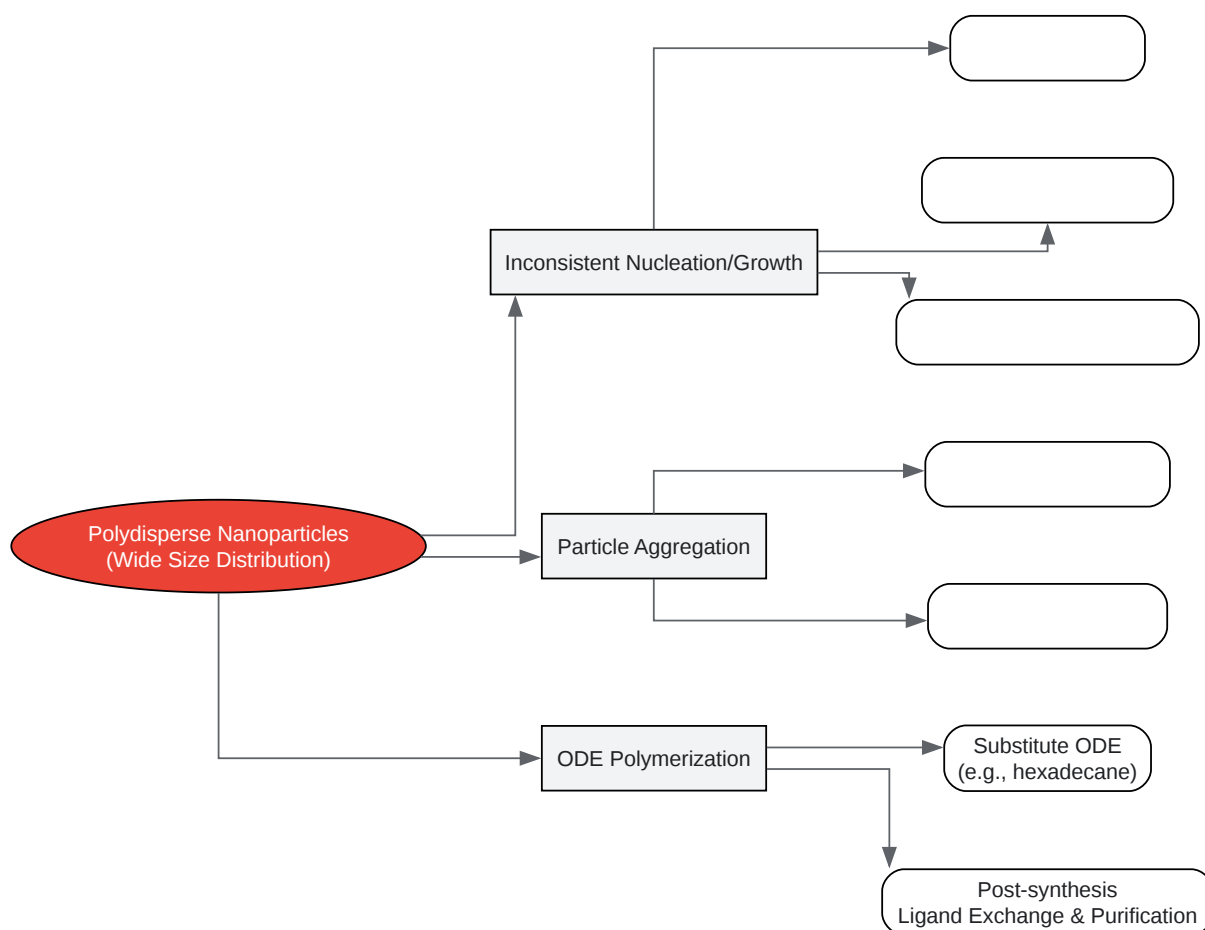 Inconsistent Nucleation/Growth
Polydisperse Nanoparticles
(Wide Size Distribution)
Particle Aggregation
ODE Polymerization
Substitute ODE
(e.g., hexadecane)
Post-synthesis
Ligand Exchange & Purification